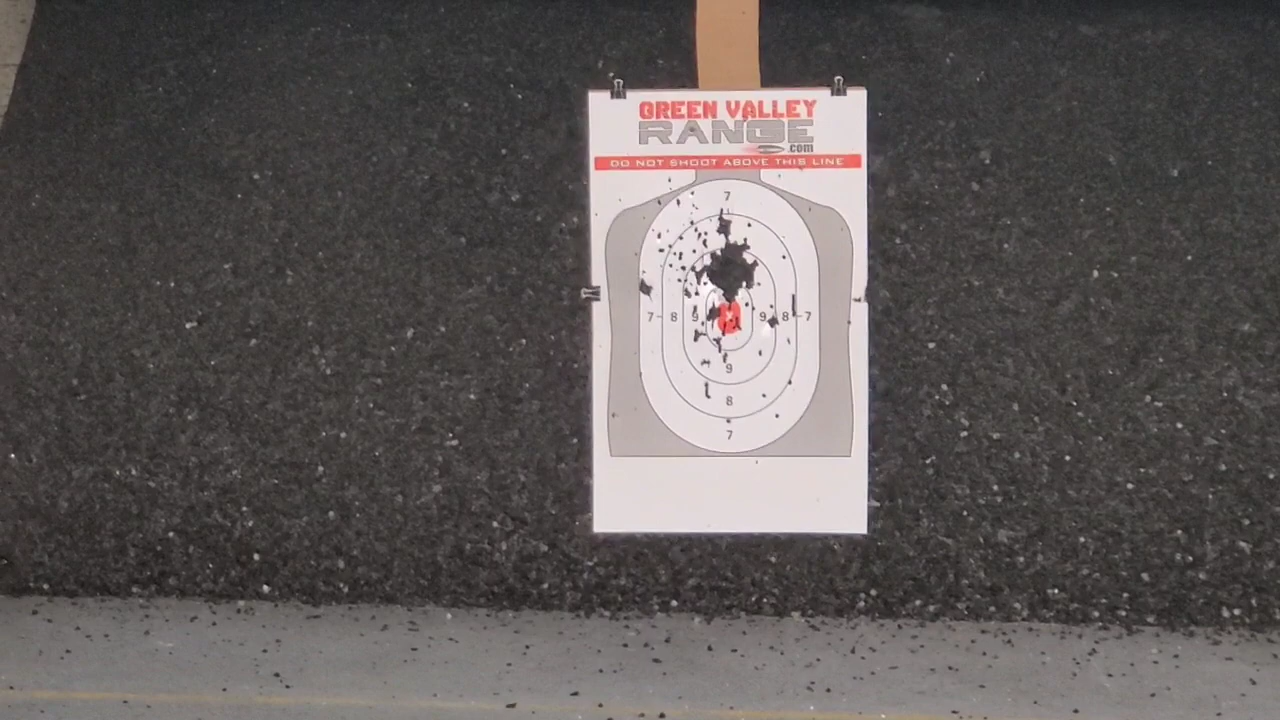 GREEN VALLEY
RANGE
.com
DO NOT SHOOT ABOVE THIS LINE
7
7 8 9 X 9 8 7
9
8
7